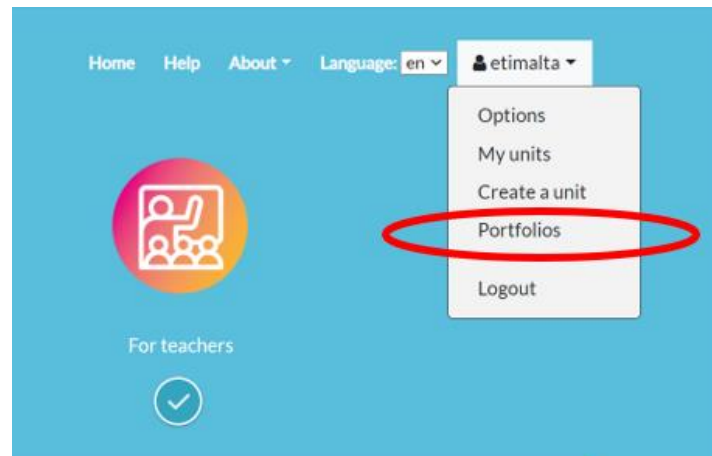 Home Help About Language: en etimalta
Options
My units
Create a unit
Portfolios
Logout
For teachers